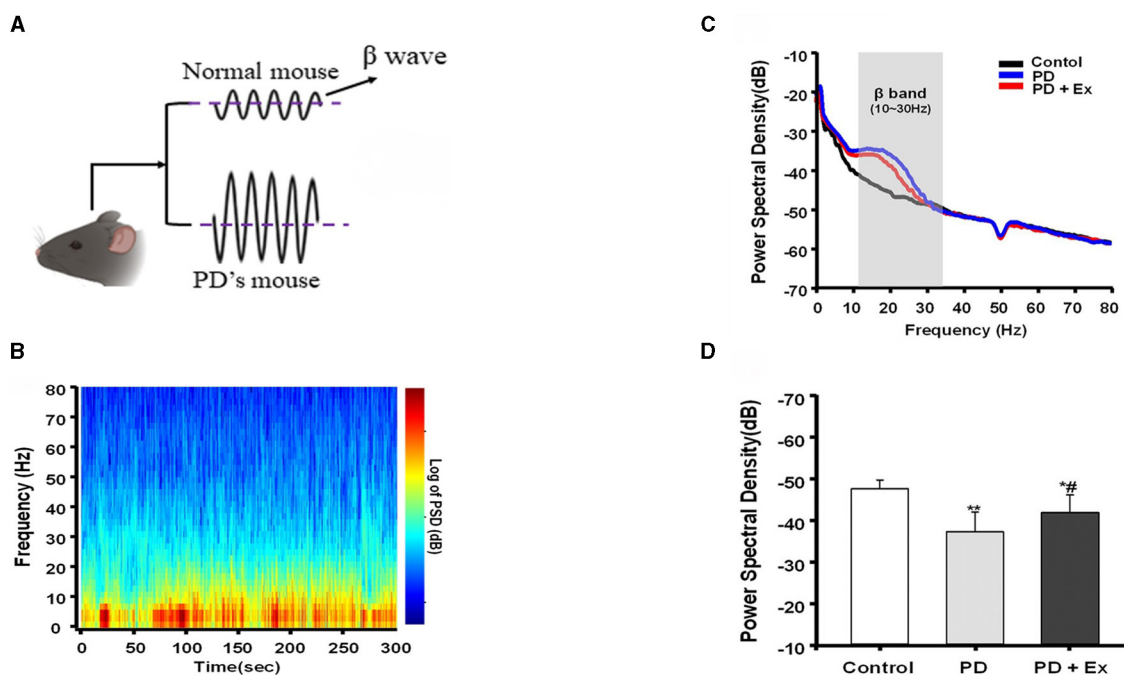 A
Normal mouse
β wave
PD's mouse
B
80
70
60
50
40
30
20
10
0
Frequency (Hz)
0 50 100 150 200 250 300
Time(sec)
Log of PSD (dB)
C
-10
-20
-30
-40
-50
-60
-70
Power Spectral Density(dB)
β band
(10~30Hz)
Contol
PD
PD + Ex
0 10 20 30 40 50 60 70 80
Frequency (Hz)
D
-70
-60
-50
-40
-30
-20
-10
Power Spectral Density(dB)
**
*#
Control PD PD + Ex